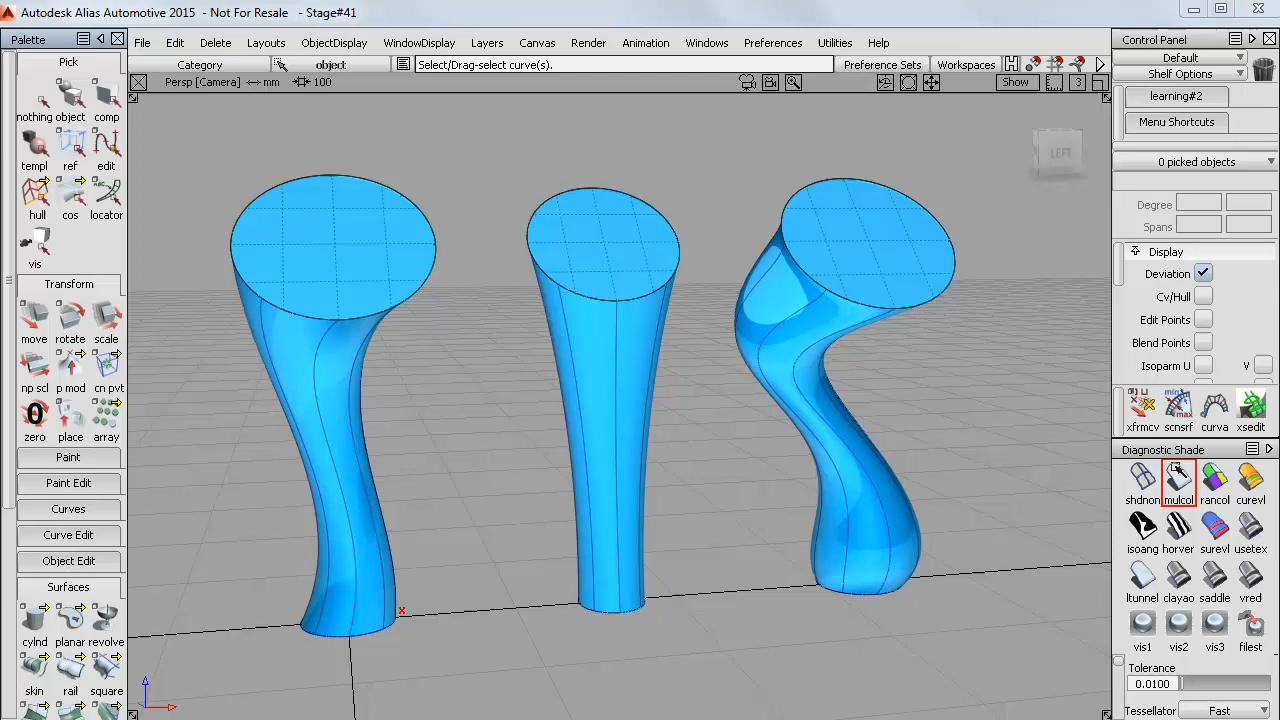 Autodesk Alias Automotive 2015 - Not For Resale - Stage#41
Palette
File Edit Delete Layouts ObjectDisplay WindowDisplay Layers Canvas Render Animation Windows Preferences Utilities Help
Category object Select/Drag-select curve(s). Preference Sets Workspaces
Persp [Camera] mm 100 Show 3
Pick
nothing object comp
templ ref edit
hull cos locator
vis
Transform
move rotate scale
np scl p mod cn pvt
0
zero place array
Paint
Paint Edit
Curves
Curve Edit
Object Edit
Surfaces
cylnd planar revolve
skin rail square
LEFT
x
Control Panel
Default
Shelf Options
learning#2
Menu Shortcuts
0 picked objects
Degree
Spans
Display
Deviation
Cv/Hull
Edit Points
Blend Points
Isoparm U V
min
max
xfrmcv scnsrf curva xsedit
Diagnostic Shade
shdnon mulcol rancol curevl
isoang horver surevl usetex
ltunnel clayao saddle vred
vis1 vis2 vis3 filest
Tolerance
0.0100
Tessellator Fast